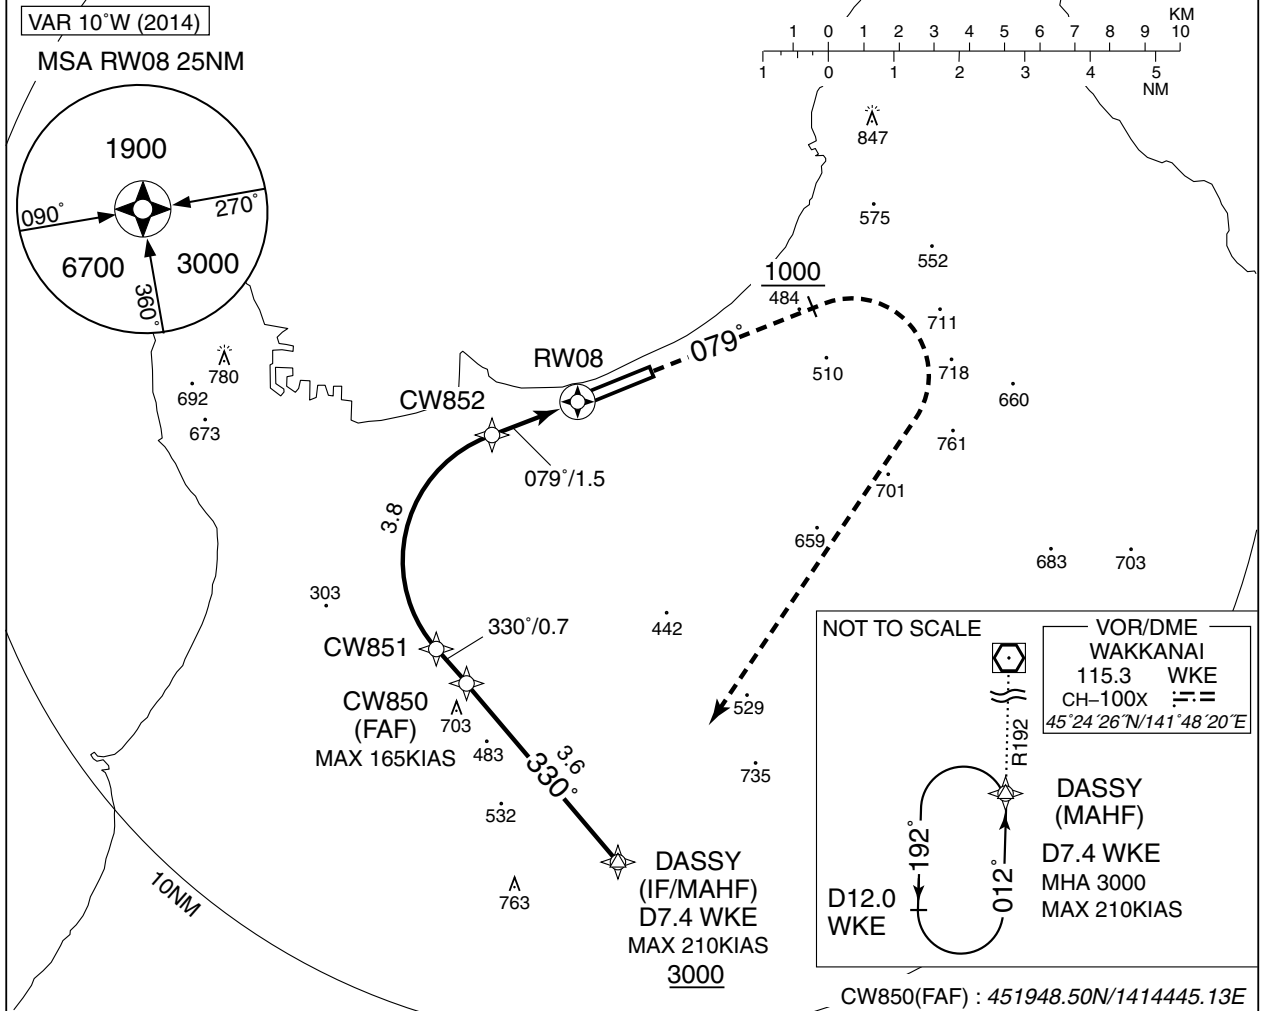 VAR 10°W (2014)
MSA RW08 25NM
1900
090°
270°
6700
3000
360°
KM
1 0 1 2 3 4 5 6 7 8 9 10
1 0 1 2 3 4 5
NM
847
575
552
1000
484
711
079°
RW08
510
718
660
780
692
673
CW852
761
079°/1.5
701
3.8
659
683
703
303
330°/0.7
442
CW851
CW850
(FAF)
MAX 165KIAS
703
483
529
3.6
330°
735
532
763
10NM
DASSY
(IF/MAHF)
D7.4 WKE
MAX 210KIAS
3000
NOT TO SCALE
VOR/DME
WAKKANAI
115.3 WKE
CH–100X
45°24´26˝N/141°48´20˝E
R192
DASSY
(MAHF)
192°
012°
D7.4 WKE
MHA 3000
MAX 210KIAS
D12.0
WKE
CW850(FAF) : 451948.50N/1414445.13E